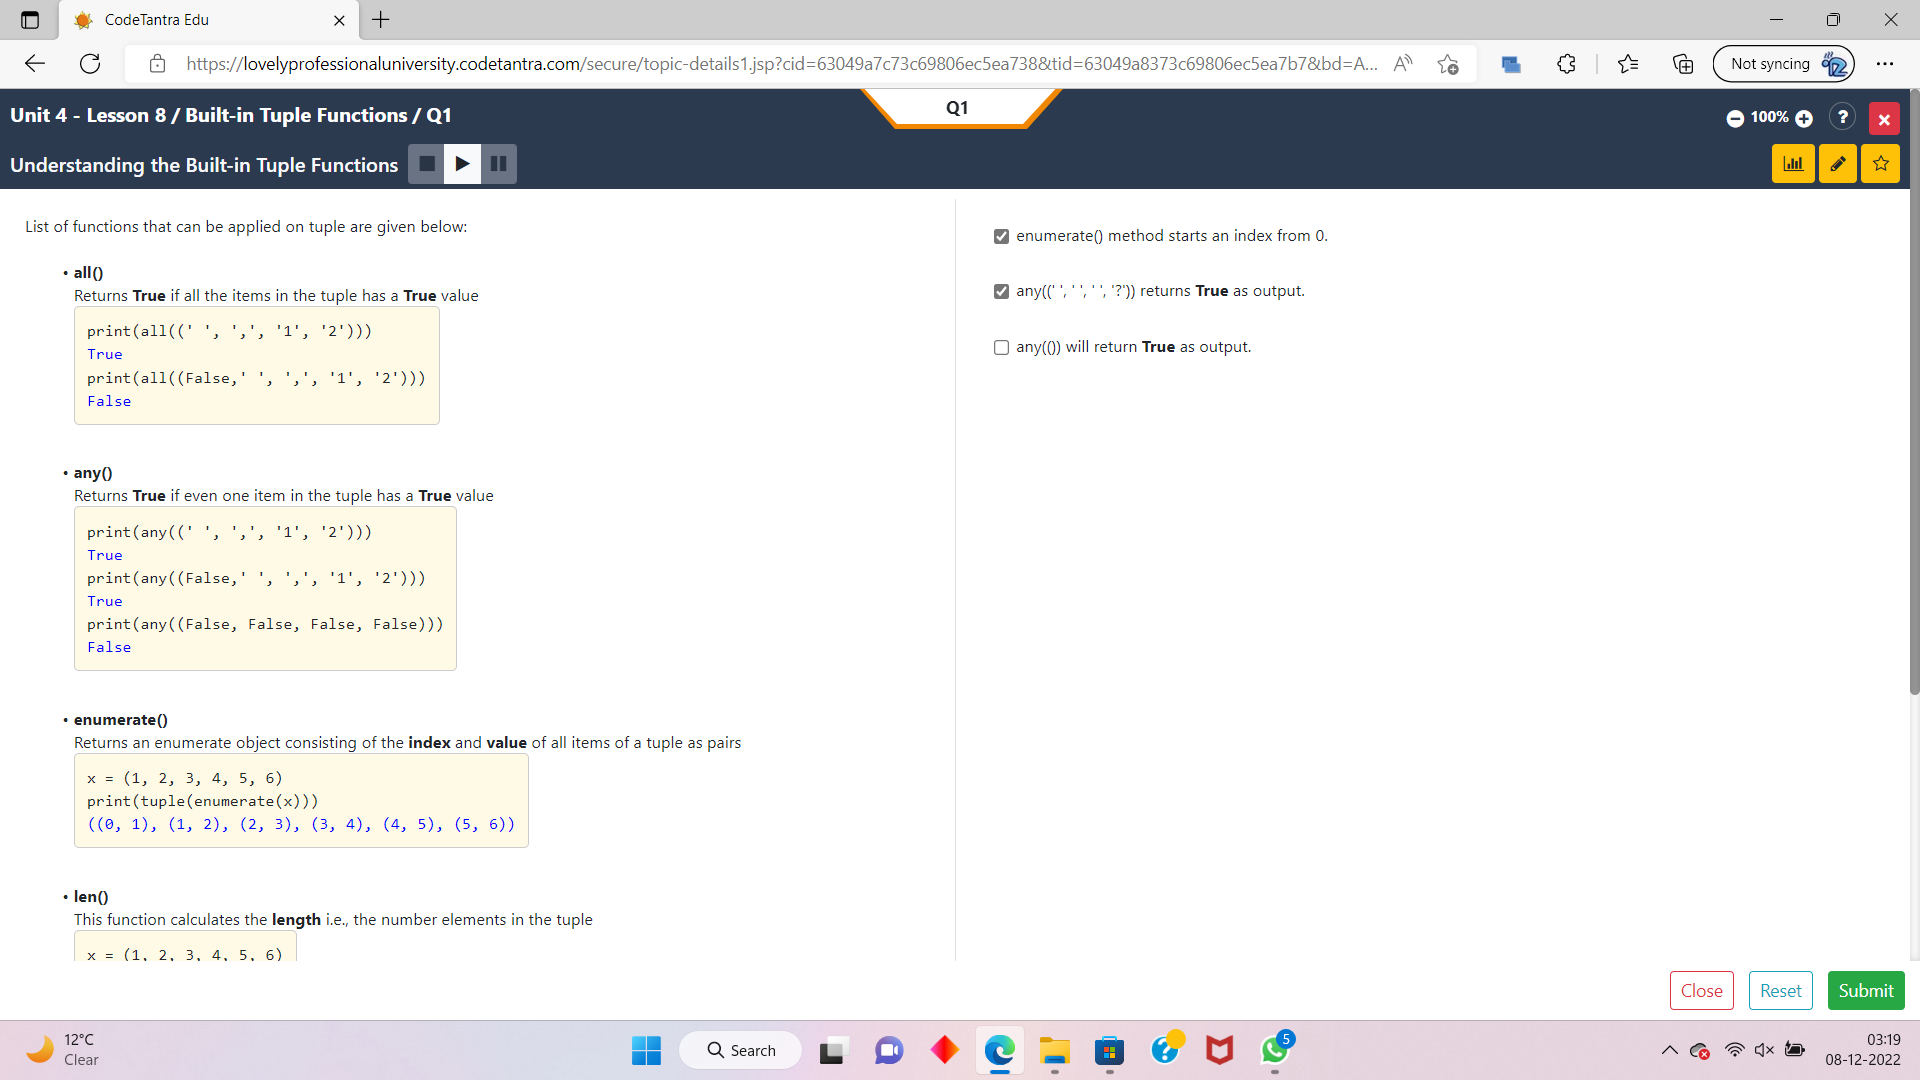 CodeTantra Edu
https://lovelyprofessionaluniversity.codetantra.com/secure/topic-details1.jsp?cid=63049a7c73c69806ec5ea738&tid=63049a8373c69806ec5ea7b7&bd=A...
Not syncing
Unit 4 - Lesson 8 / Built-in Tuple Functions / Q1
Q1
100%
?
Understanding the Built-in Tuple Functions
List of functions that can be applied on tuple are given below:
• all()
Returns True if all the items in the tuple has a True value
print(all((' ', ',', '1', '2')))
True
print(all((False,' ', ',', '1', '2')))
False
• any()
Returns True if even one item in the tuple has a True value
print(any((' ', ',', '1', '2')))
True
print(any((False,' ', ',', '1', '2')))
True
print(any((False, False, False, False)))
False
• enumerate()
Returns an enumerate object consisting of the index and value of all items of a tuple as pairs
x = (1, 2, 3, 4, 5, 6)
print(tuple(enumerate(x)))
((0, 1), (1, 2), (2, 3), (3, 4), (4, 5), (5, 6))
• len()
This function calculates the length i.e., the number elements in the tuple
x = (1, 2, 3, 4, 5, 6)
enumerate() method starts an index from 0.
any((' ', ' ', ' ', '?')) returns True as output.
any(()) will return True as output.
Close
Reset
Submit
12°C
Clear
Search
5
03:19
08-12-2022